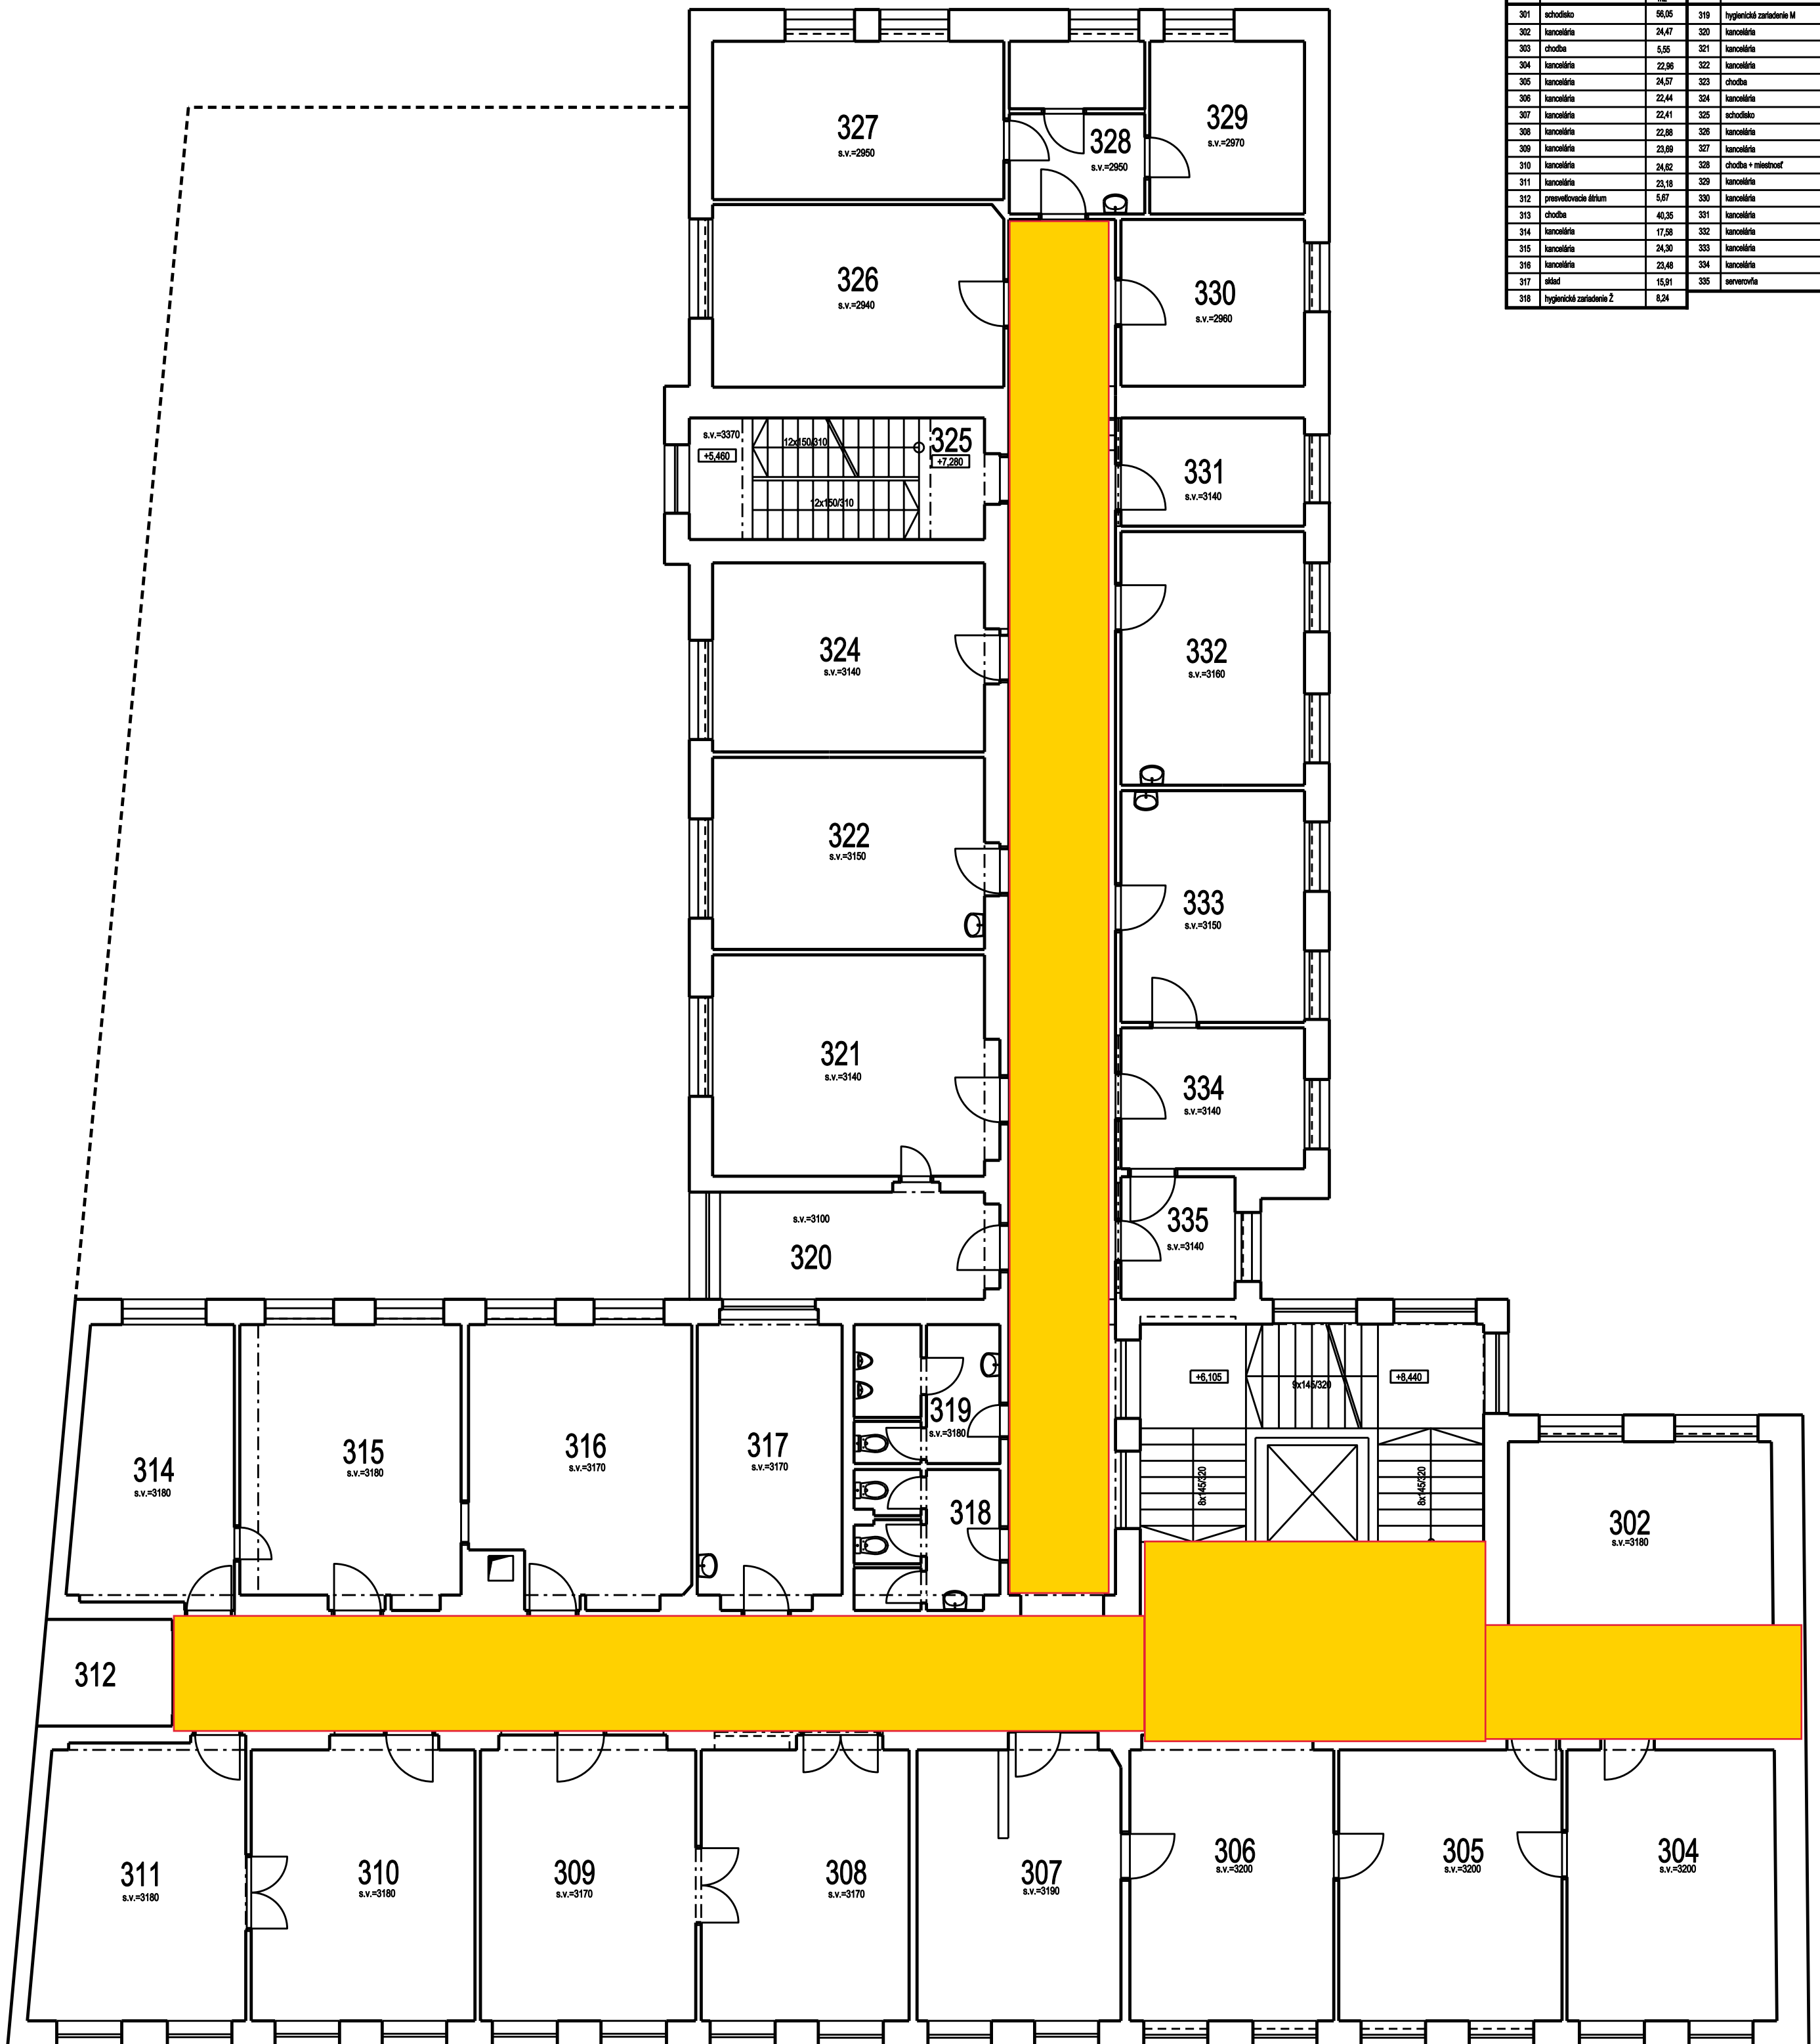 m2
301 schodisko 56,05 319 hygienické zariadenie M
302 kancelária 24,47 320 kancelária
303 chodba 5,55 321 kancelária
304 kancelária 22,96 322 kancelária
305 kancelária 24,57 323 chodba
306 kancelária 22,44 324 kancelária
307 kancelária 22,41 325 schodisko
308 kancelária 22,88 326 kancelária
309 kancelária 23,69 327 kancelária
310 kancelária 24,62 328 chodba + miestnosť
311 kancelária 23,18 329 kancelária
312 presvetlovacie átrium 5,67 330 kancelária
313 chodba 40,35 331 kancelária
314 kancelária 17,58 332 kancelária
315 kancelária 24,30 333 kancelária
316 kancelária 23,48 334 kancelária
317 sklad 15,91 335 serverovňa
318 hygienické zariadenie Ž 8,24
327
s.v.=2950
328
s.v.=2950
329
s.v.=2970
326
s.v.=2940
330
s.v.=2960
s.v.=3370
+5,460
12x150/310
12x150/310
325
+7,280
331
s.v.=3140
324
s.v.=3140
332
s.v.=3160
322
s.v.=3150
333
s.v.=3150
321
s.v.=3140
334
s.v.=3140
s.v.=3100
320
335
s.v.=3140
+6,105
9x145/320
+8,440
8x145/320
8x145/320
314
s.v.=3180
315
s.v.=3180
316
s.v.=3170
317
s.v.=3170
319
s.v.=3180
318
302
s.v.=3180
312
311
s.v.=3180
310
s.v.=3180
309
s.v.=3170
308
s.v.=3170
307
s.v.=3190
306
s.v.=3200
305
s.v.=3200
304
s.v.=3200